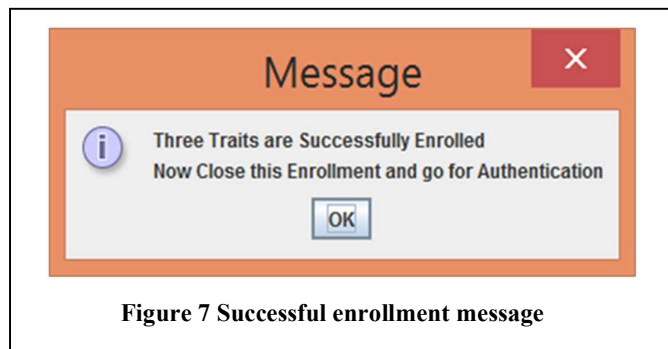 Message
x
i
Three Traits are Successfully Enrolled
Now Close this Enrollment and go for Authentication
OK
Figure 7 Successful enrollment message